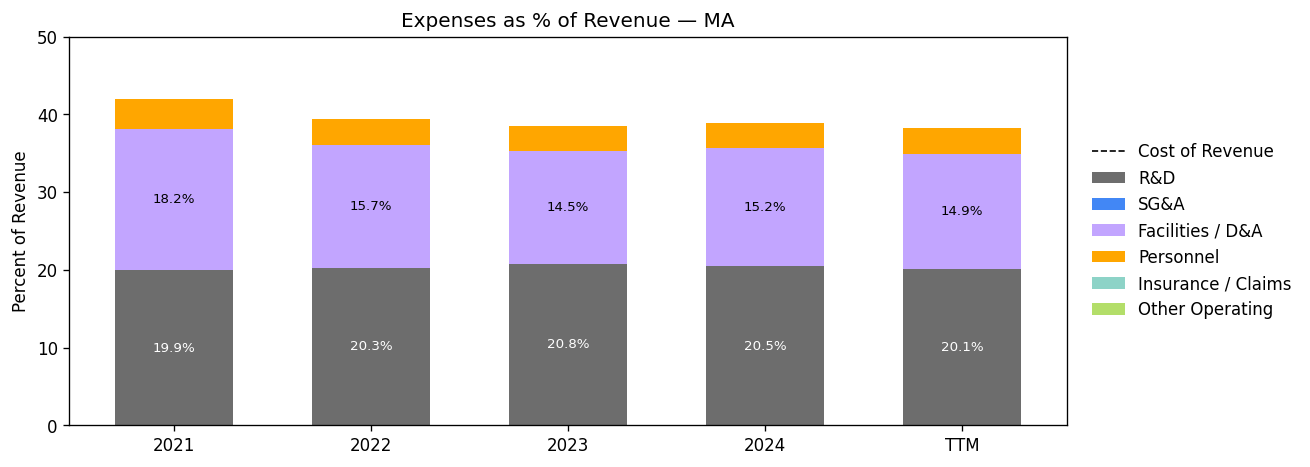 Expenses as % of Revenue — MA
Percent of Revenue
50
40
30
20
10
0
18.2%
15.7%
14.5%
15.2%
14.9%
19.9%
20.3%
20.8%
20.5%
20.1%
2021
2022
2023
2024
TTM
Cost of Revenue
R&D
SG&A
Facilities / D&A
Personnel
Insurance / Claims
Other Operating